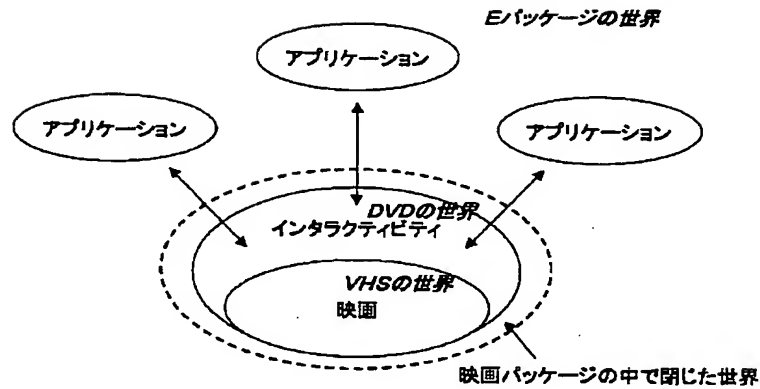 Eパッケージの世界
アプリケーション
アプリケーション
アプリケーション
DVDの世界
インタラクティビティ
VHSの世界
映画
映画パッケージの中で閉じた世界